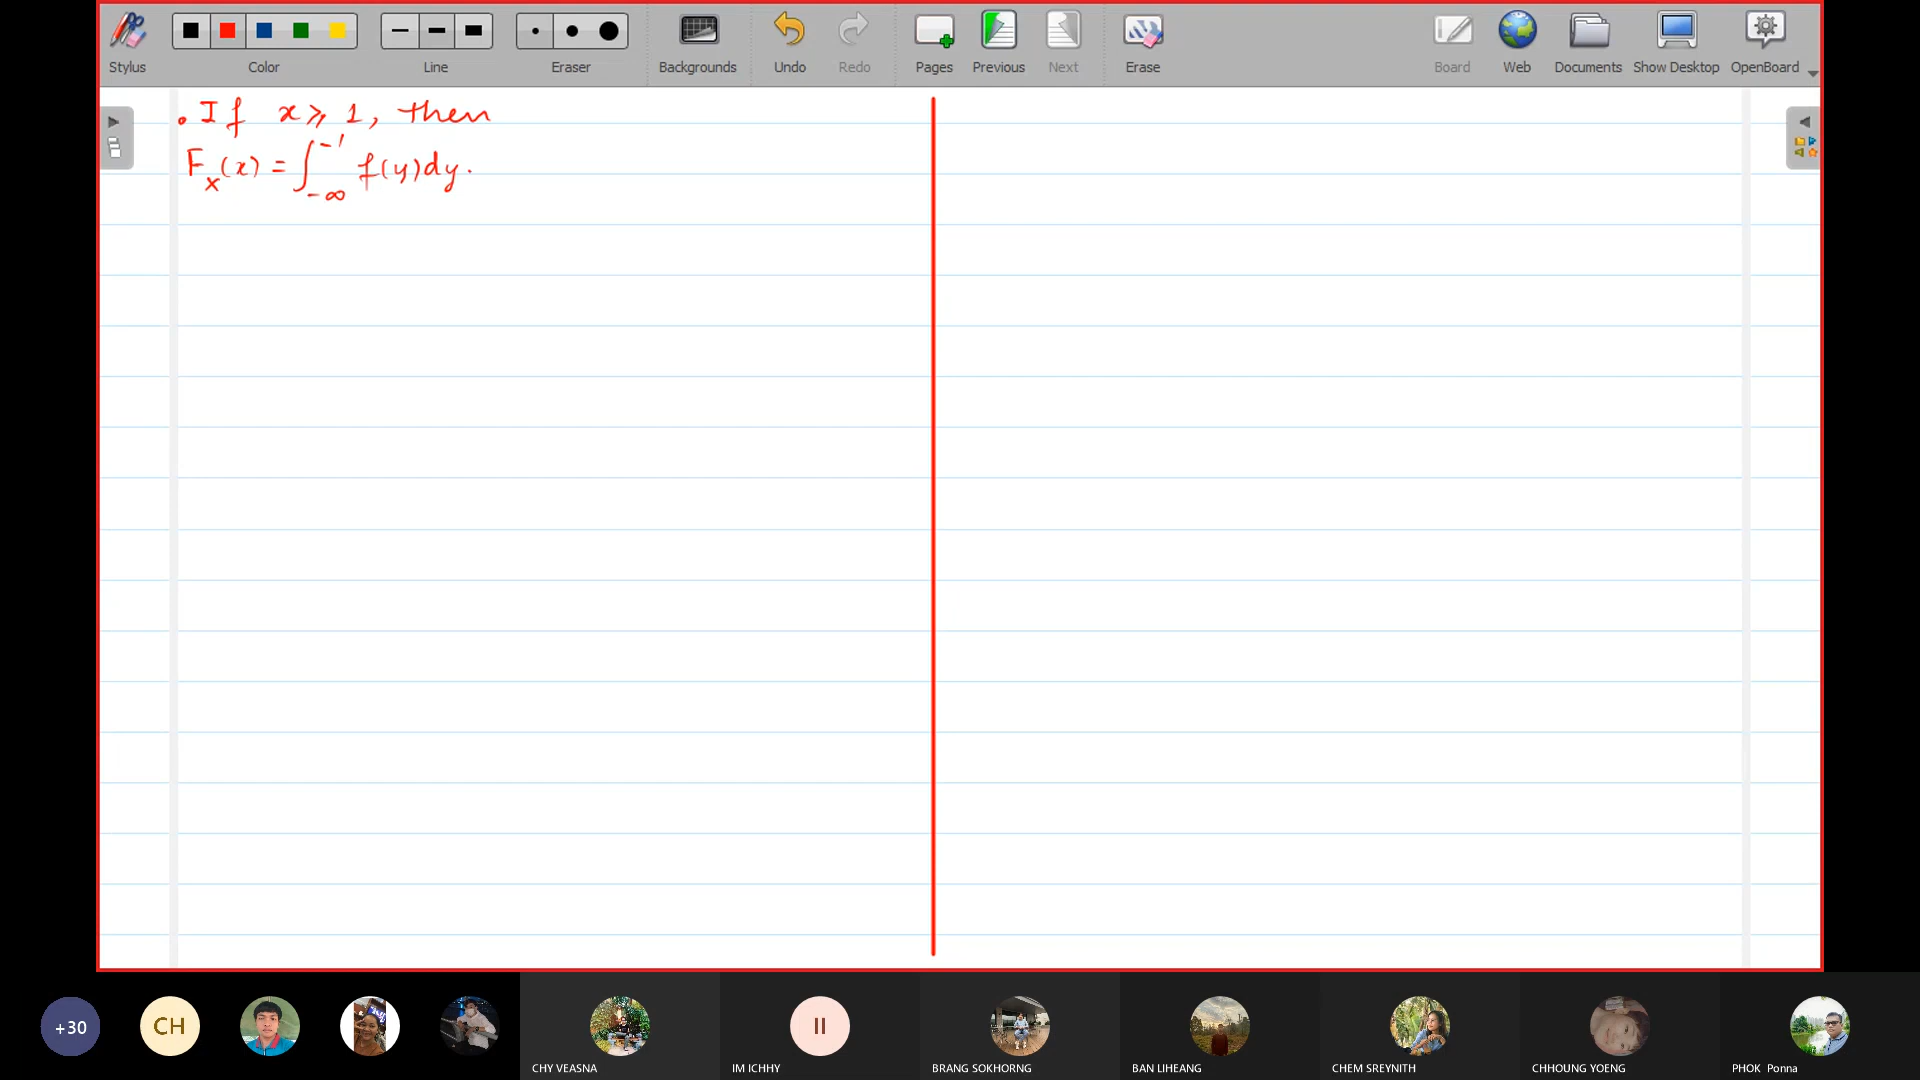 Stylus Color Line Eraser Backgrounds Undo Redo Pages Previous Next Erase Board Web Documents Show Desktop OpenBoard
. If x ⩾ 1, then
F_X(x) = ∫_{-∞}^{-1} f(y)dy.
+30 CH II
CHY VEASNA IM ICHHY BRANG SOKHORNG BAN LIHEANG CHEM SREYNITH CHHOUNG YOENG PHOK Ponna